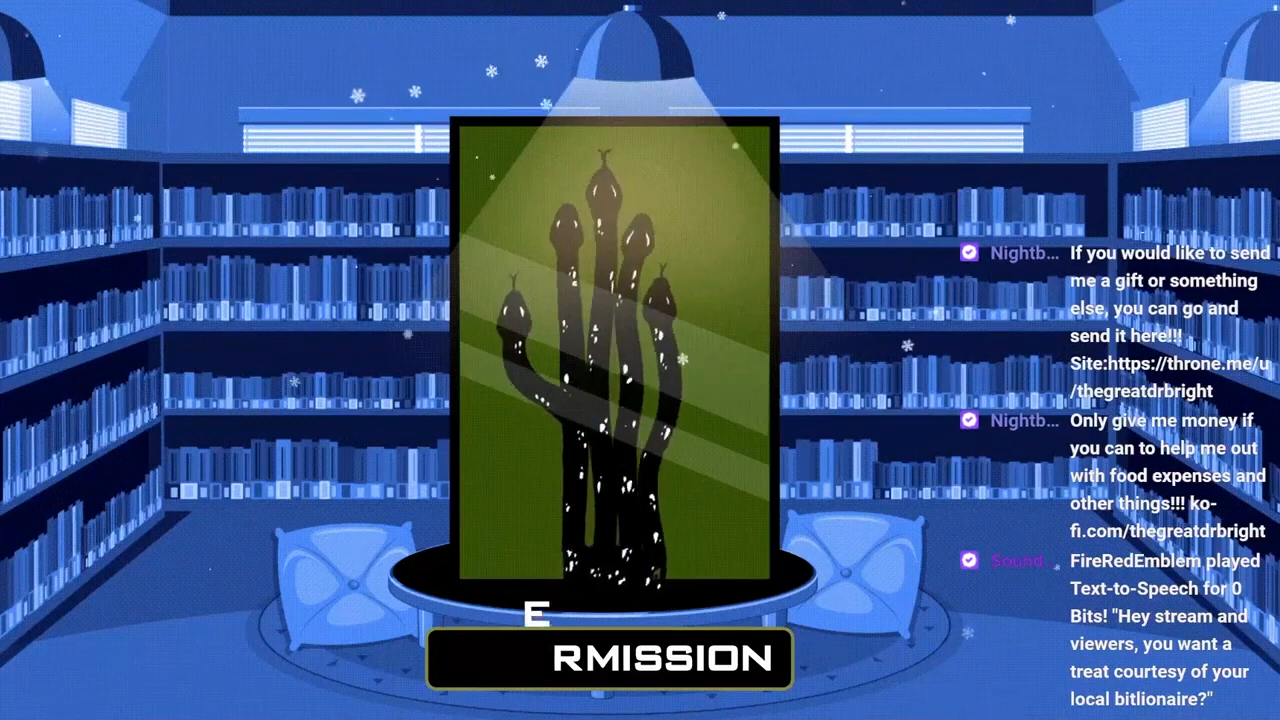 Nightb... If you would like to send
me a gift or something
else, you can go and
send it here!!!
Site:https://throne.me/u
/thegreatdrbright
Nightb... Only give me money if
you can to help me out
with food expenses and
other things!!! ko-
fi.com/thegreatdrbright
Sound... FireRedEmblem played
Text-to-Speech for 0
Bits! "Hey stream and
viewers, you want a
treat courtesy of your
local bitlionaire?"
E
RMISSION